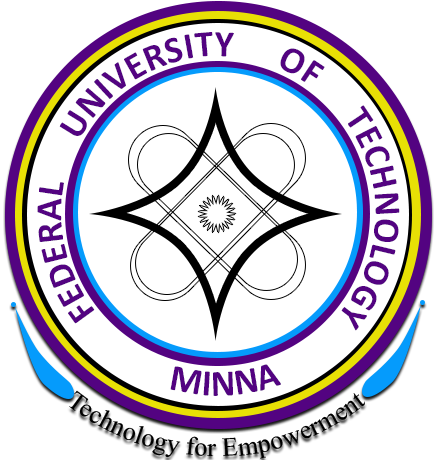 FEDERAL UNIVERSITY OF TECHNOLOGY
MINNA
Technology for Empowerment